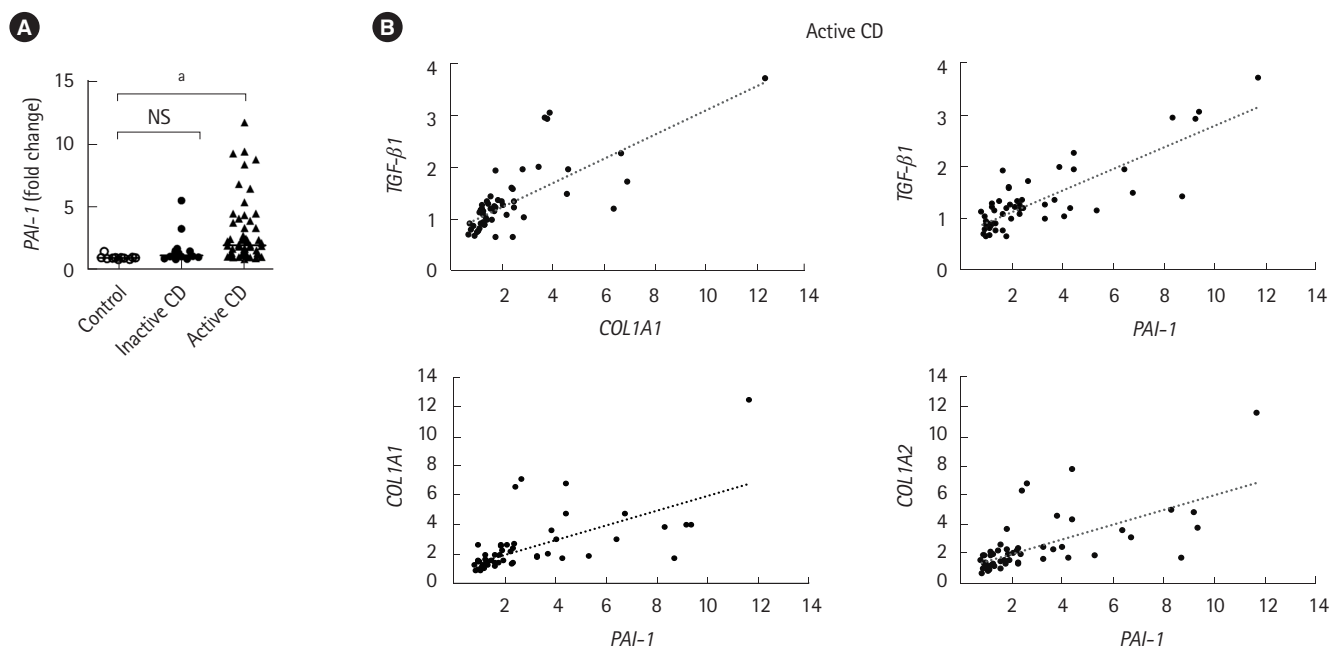 A
PAI-1 (fold change)
15
10
5
0
a
NS
Control
Inactive CD
Active CD
B
Active CD
TGF-β1
4
3
2
1
0
2 4 6 8 10 12 14
COL1A1
TGF-β1
4
3
2
1
0
2 4 6 8 10 12 14
PAI-1
COL1A1
14
12
10
8
6
4
2
0
2 4 6 8 10 12 14
PAI-1
COL1A2
14
12
10
8
6
4
2
0
2 4 6 8 10 12 14
PAI-1